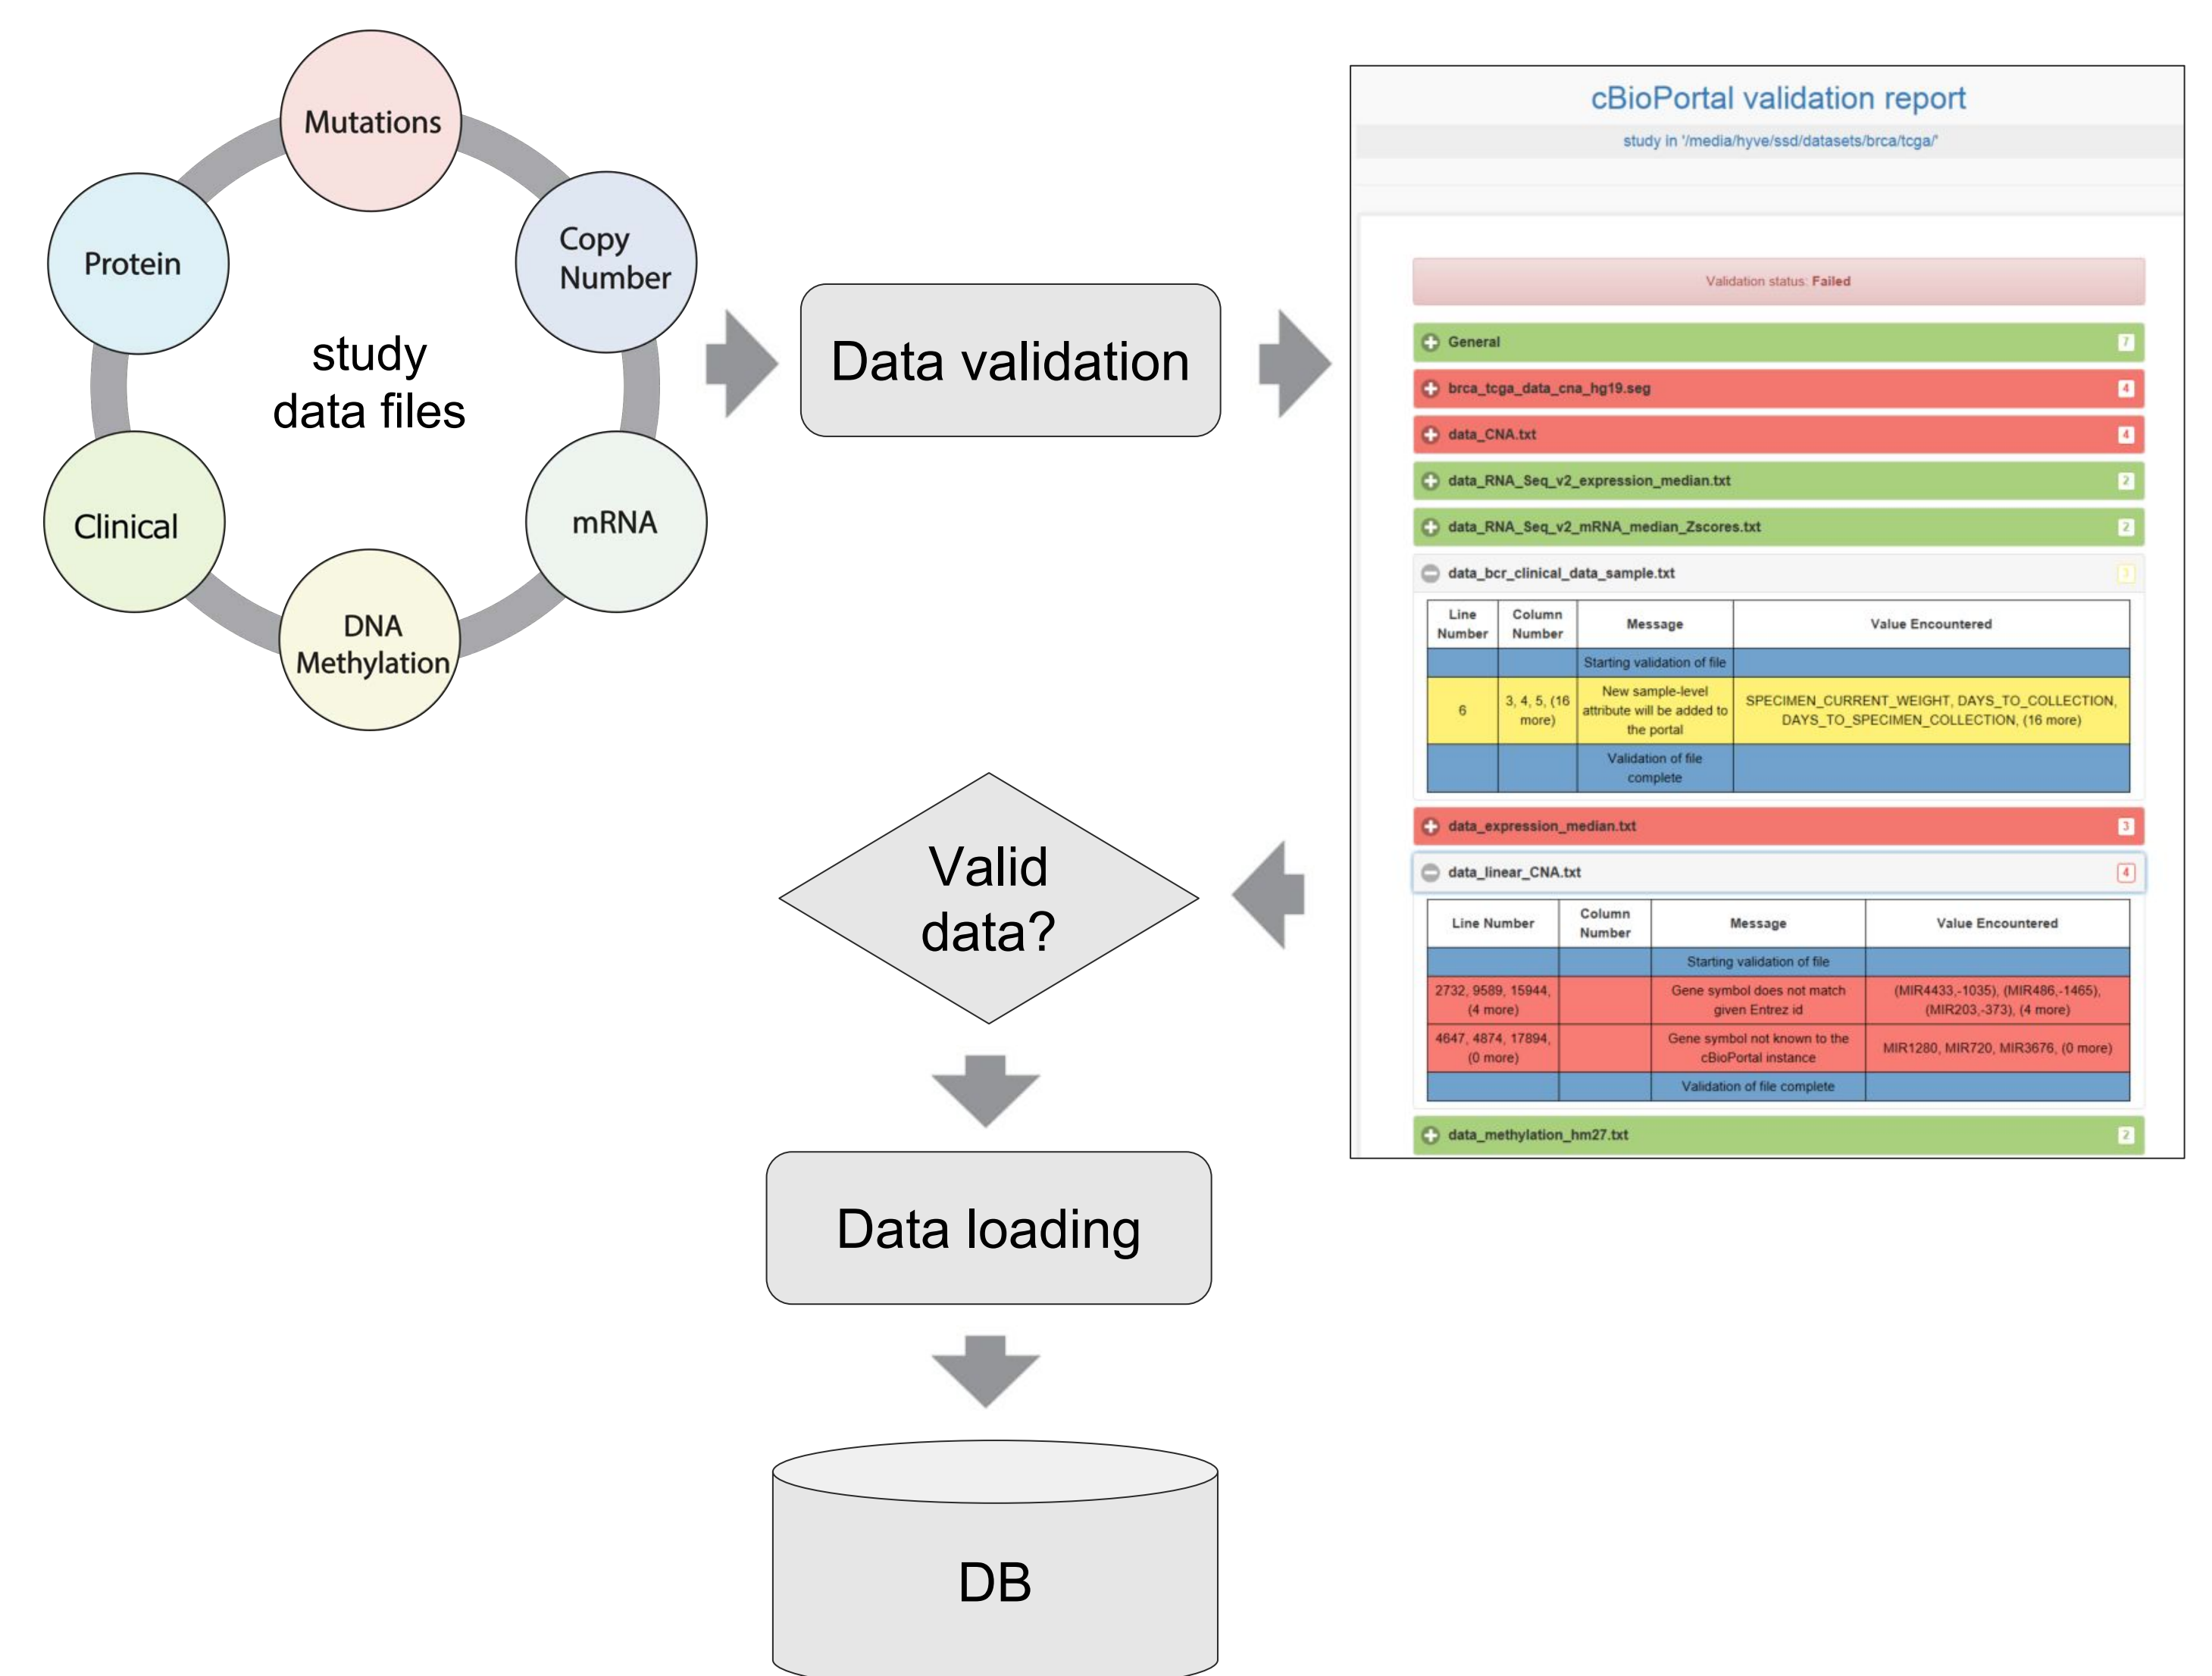 Mutations
Copy
Number
Protein
study
data files
Clinical
mRNA
DNA
Methylation
Data validation
cBioPortal validation report
study in '/media/hyve/ssd/datasets/brca/tcga/'
Validation status: Failed
General 7
brca_tcga_data_cna_hg19.seg 4
data_CNA.txt 4
data_RNA_Seq_v2_expression_median.txt 2
data_RNA_Seq_v2_mRNA_median_Zscores.txt 2
data_bcr_clinical_data_sample.txt
Line Column Message Value Encountered
Number Number
Starting validation of file
New sample-level
6 3, 4, 5, (16 attribute will be added to SPECIMEN_CURRENT_WEIGHT, DAYS_TO_COLLECTION,
more) the portal DAYS_TO_SPECIMEN_COLLECTION, (16 more)
Validation of file
complete
data_expression_median.txt 3
data_linear_CNA.txt 4
Line Number Column Message Value Encountered
Number
Starting validation of file
2732, 9589, 15944, Gene symbol does not match (MIR4433,-1035), (MIR486,-1465),
(4 more) given Entrez id (MIR203,-373), (4 more)
4647, 4874, 17894, Gene symbol not known to the MIR1280, MIR720, MIR3676, (0 more)
(0 more) cBioPortal instance
Validation of file complete
data_methylation_hm27.txt 2
Valid
data?
Data loading
DB